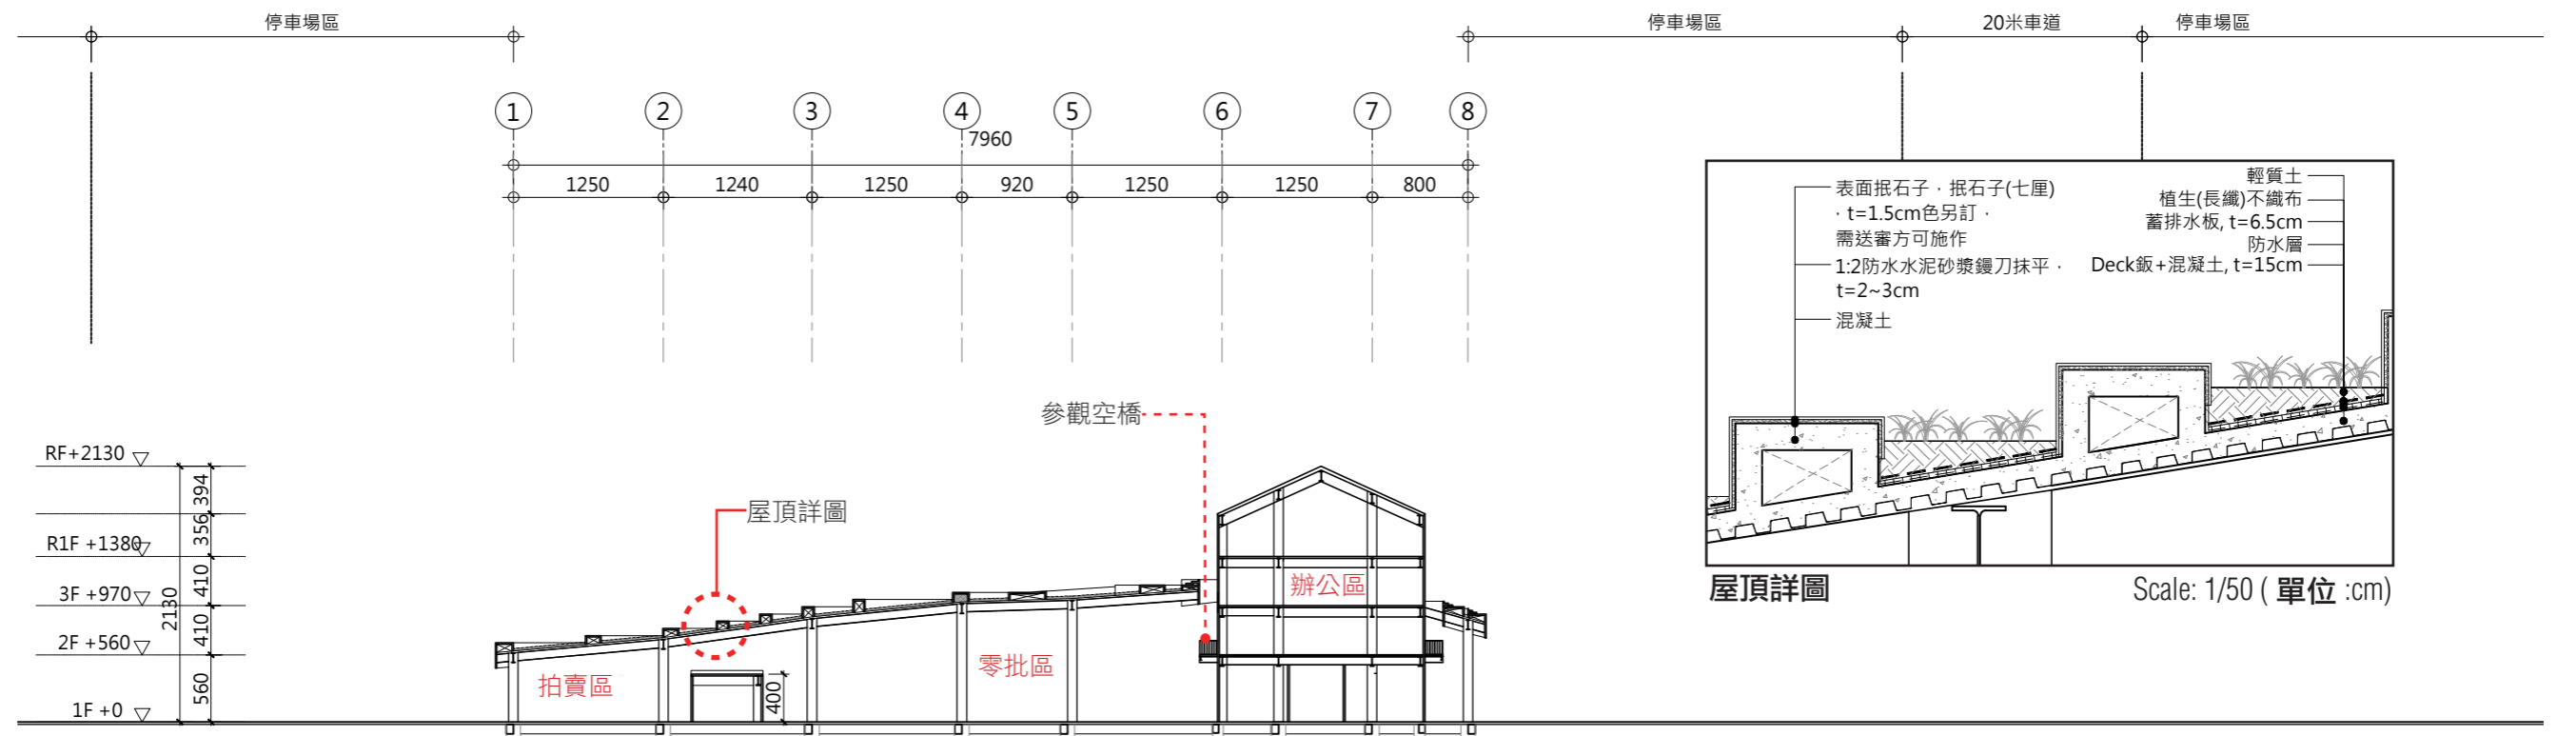 停車場區
停車場區
20米車道
停車場區
1
2
3
4
5
6
7
8
7960
1250
1240
1250
920
1250
1250
800
表面抿石子，抿石子(七厘)
，t=1.5cm色另訂，
需送審方可施作
1:2防水水泥砂漿鏝刀抹平，
t=2~3cm
混凝土
輕質土
植生(長纖)不織布
蓄排水板, t=6.5cm
防水層
Deck鈑+混凝土, t=15cm
屋頂詳圖
Scale: 1/50 ( 單位 :cm)
參觀空橋
屋頂詳圖
RF+2130
R1F +1380
3F +970
2F +560
1F +0
2130
394
356
410
410
560
拍賣區
400
零批區
辦公區